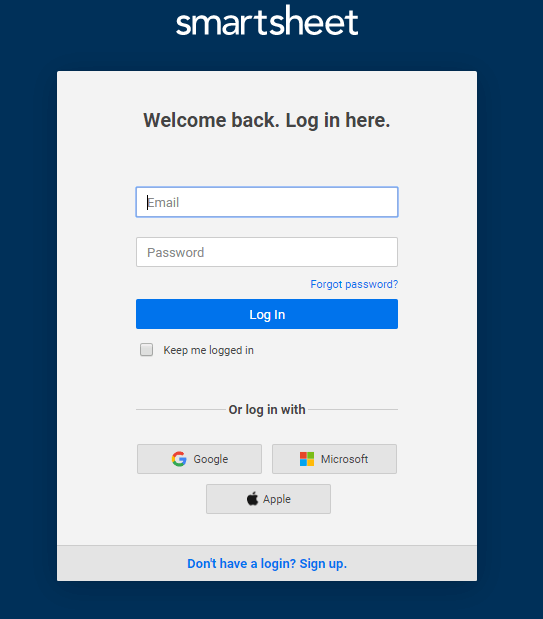 smartsheet
Welcome back. Log in here.
Email
Password
Forgot password?
Log In
Keep me logged in
Or log in with
Google
Microsoft
Apple
Don't have a login? Sign up.